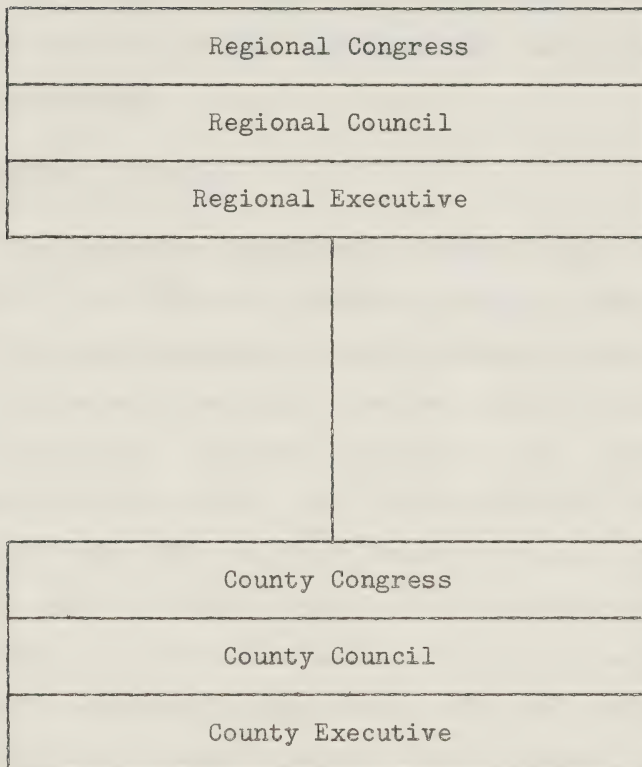 Regional Congress
Regional Council
Regional Executive
County Congress
County Council
County Executive